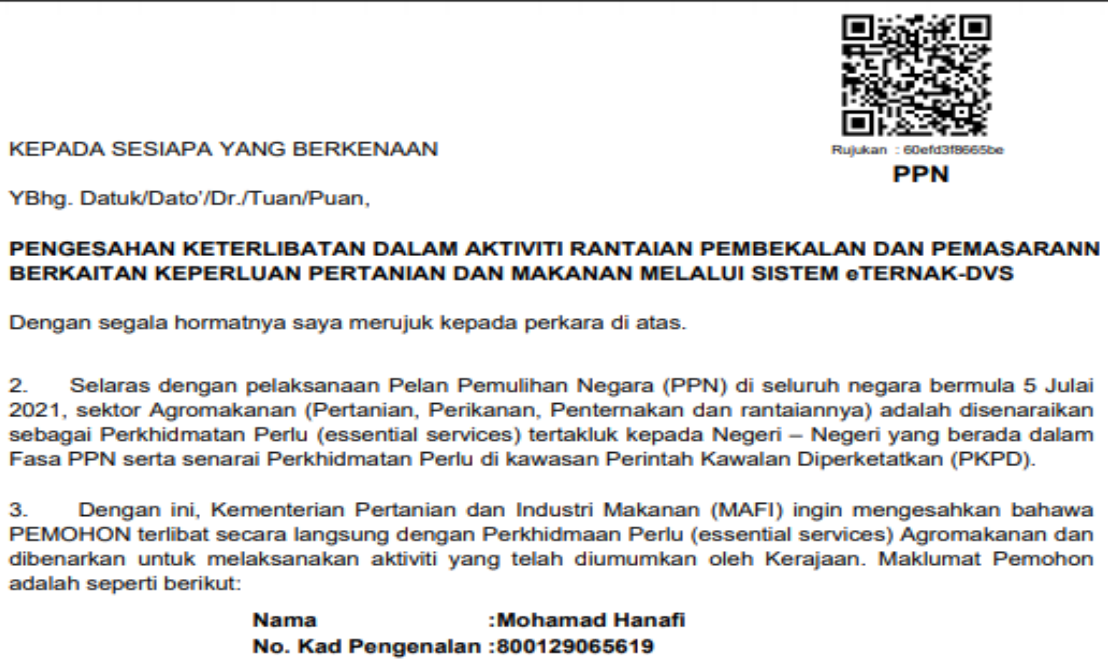 Rujukan : 60efd3f8665be
PPN
KEPADA SESIAPA YANG BERKENAAN
YBhg. Datuk/Dato'/Dr./Tuan/Puan,
PENGESAHAN KETERLIBATAN DALAM AKTIVITI RANTAIAN PEMBEKALAN DAN PEMASARANN
BERKAITAN KEPERLUAN PERTANIAN DAN MAKANAN MELALUI SISTEM eTERNAK-DVS
Dengan segala hormatnya saya merujuk kepada perkara di atas.
2. Selaras dengan pelaksanaan Pelan Pemulihan Negara (PPN) di seluruh negara bermula 5 Julai
2021, sektor Agromakanan (Pertanian, Perikanan, Penternakan dan rantaiannya) adalah disenaraikan
sebagai Perkhidmatan Perlu (essential services) tertakluk kepada Negeri – Negeri yang berada dalam
Fasa PPN serta senarai Perkhidmatan Perlu di kawasan Perintah Kawalan Diperketatkan (PKPD).
3. Dengan ini, Kementerian Pertanian dan Industri Makanan (MAFI) ingin mengesahkan bahawa
PEMOHON terlibat secara langsung dengan Perkhidmaan Perlu (essential services) Agromakanan dan
dibenarkan untuk melaksanakan aktiviti yang telah diumumkan oleh Kerajaan. Maklumat Pemohon
adalah seperti berikut:
Nama :Mohamad Hanafi
No. Kad Pengenalan :800129065619